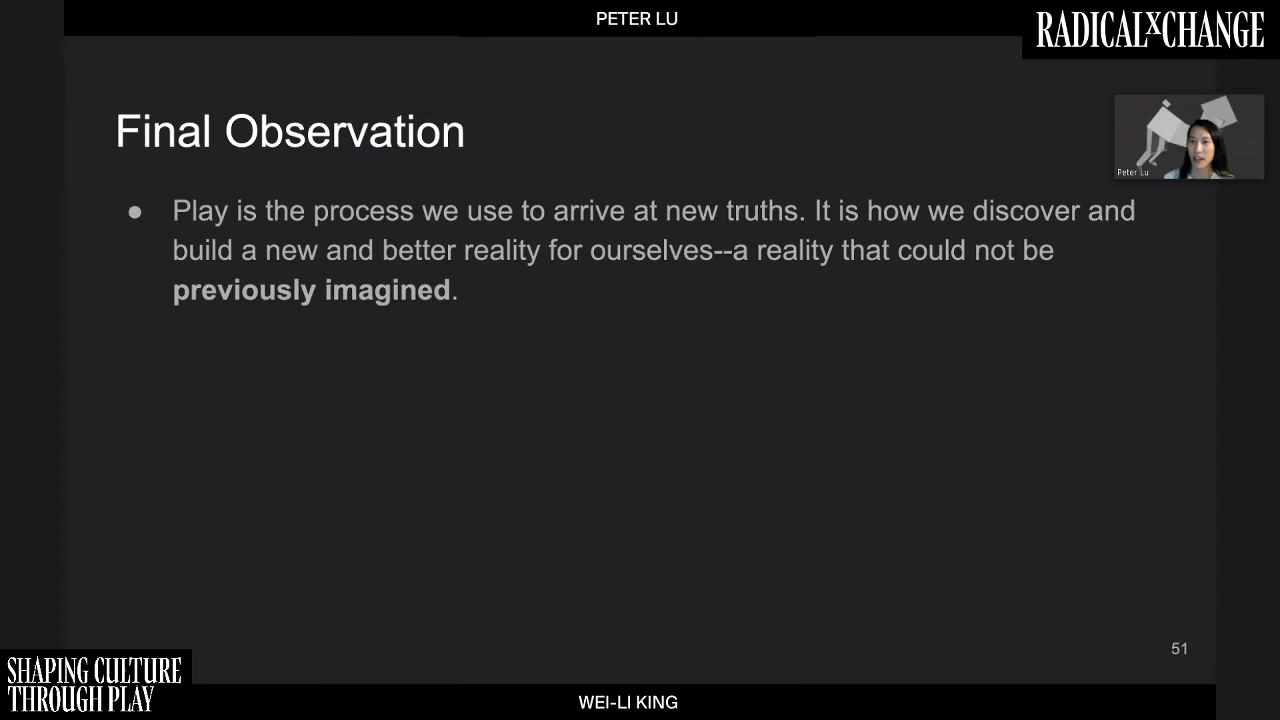 PETER LU
RADICALXCHANGE
Final Observation
Peter Lu
● Play is the process we use to arrive at new truths. It is how we discover and
build a new and better reality for ourselves--a reality that could not be
previously imagined.
51
SHAPING CULTURE
THROUGH PLAY
WEI-LI KING